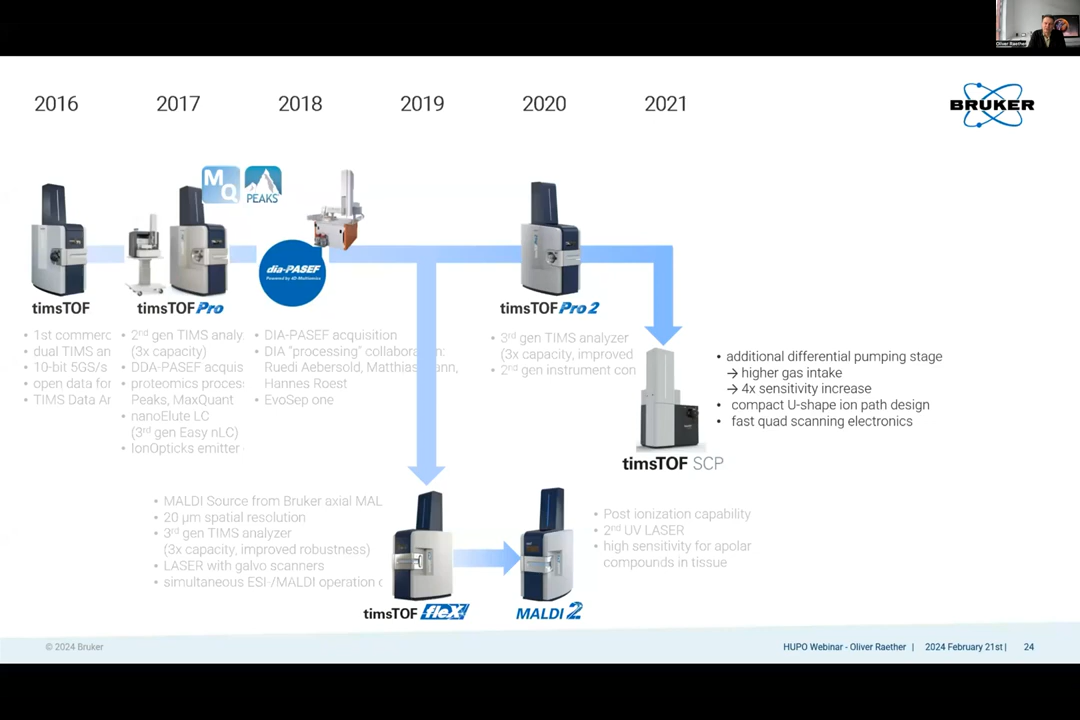 Oliver Raether
2016
2017
2018
2019
2020
2021
BRUKER
MQ
PEAKS
dia-PASEF
Powered by 4D-Multiomics
timsTOF
• 1st commerc
• dual TIMS an
• 10-bit 5GS/s
• open data for
• TIMS Data Ar
timsTOF Pro
• 2nd gen TIMS analy
(3x capacity)
• DDA-PASEF acquis
• proteomics proces
Peaks, MaxQuant
• nanoElute LC
(3rd gen Easy nLC)
• IonOpticks emitter
• DIA-PASEF acquisition
• DIA "processing" collabora
Ruedi Aebersold, Matthias
ann,
Hannes Roest
• EvoSep one
timsTOF Pro 2
• 3rd gen TIMS analyzer
(3x capacity, improved
• 2nd gen instrument con
timsTOF SCP
• additional differential pumping stage
→ higher gas intake
→ 4x sensitivity increase
• compact U-shape ion path design
• fast quad scanning electronics
• MALDI Source from Bruker axial MAL
• 20 µm spatial resolution
• 3rd gen TIMS analyzer
(3x capacity, improved robustness)
• LASER with galvo scanners
• simultaneous ESI-/MALDI operation
timsTOF fleX
MALDI 2
• Post ionization capability
• 2nd UV LASER
• high sensitivity for apolar
compounds in tissue
© 2024 Bruker
HUPO Webinar - Oliver Raether | 2024 February 21st | 24